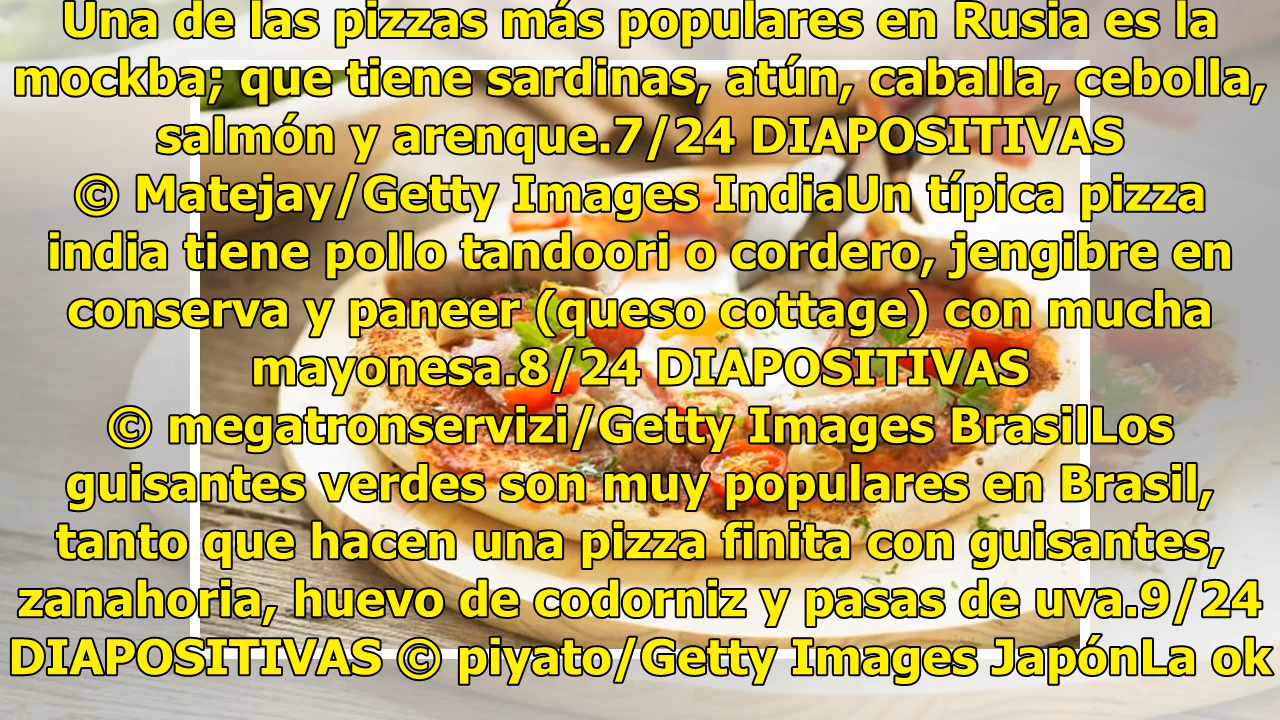 Una de las pizzas más populares en Rusia es la
mockba; que tiene sardinas, atún, caballa, cebolla,
salmón y arenque.7/24 DIAPOSITIVAS
© Matejay/Getty Images IndiaUn típica pizza
india tiene pollo tandoori o cordero, jengibre en
conserva y paneer (queso cottage) con mucha
mayonesa.8/24 DIAPOSITIVAS
© megatronservizi/Getty Images BrasilLos
guisantes verdes son muy populares en Brasil,
tanto que hacen una pizza finita con guisantes,
zanahoria, huevo de codorniz y pasas de uva.9/24
DIAPOSITIVAS © piyato/Getty Images JapónLa ok